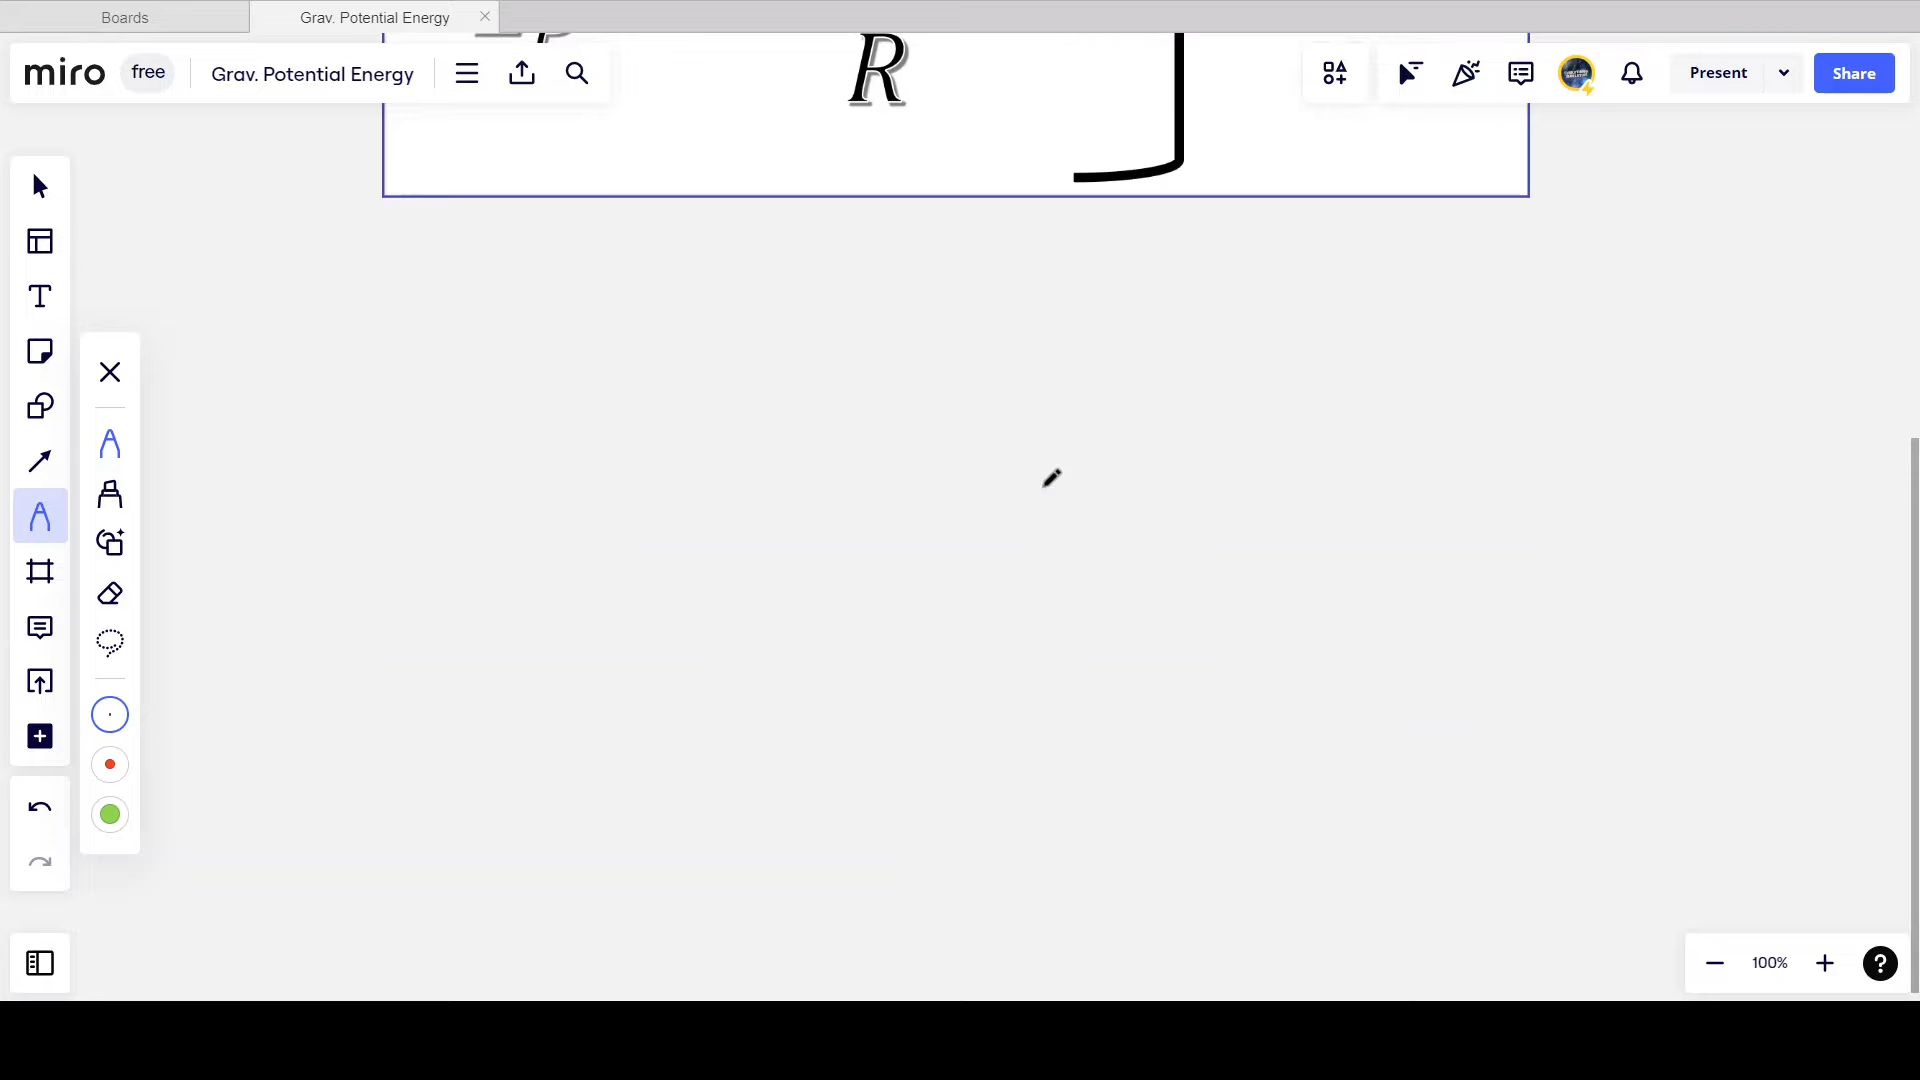 Boards
Grav. Potential Energy
miro
free
Grav. Potential Energy
Present
Share
R
100%